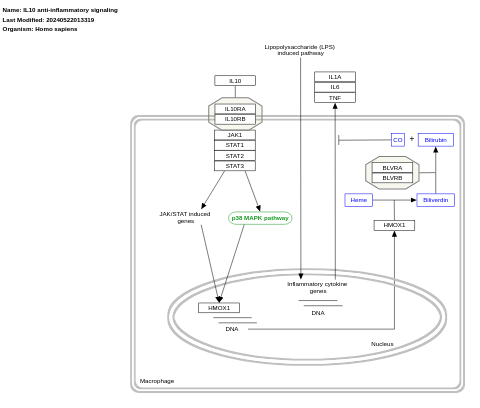 Name: IL10 anti-inflammatory signaling
Last Modified: 20240522013319
Organism: Homo sapiens
Lipopolysaccharide (LPS)
induced pathway
IL10
IL1A
IL6
TNF
IL10RA
IL10RB
JAK1
STAT1
STAT2
STAT3
CO + Bilirubin
BLVRA
BLVRB
Heme
Biliverdin
JAK/STAT induced
genes
p38 MAPK pathway
HMOX1
Inflammatory cytokine
genes
HMOX1
DNA
DNA
Nucleus
Macrophage